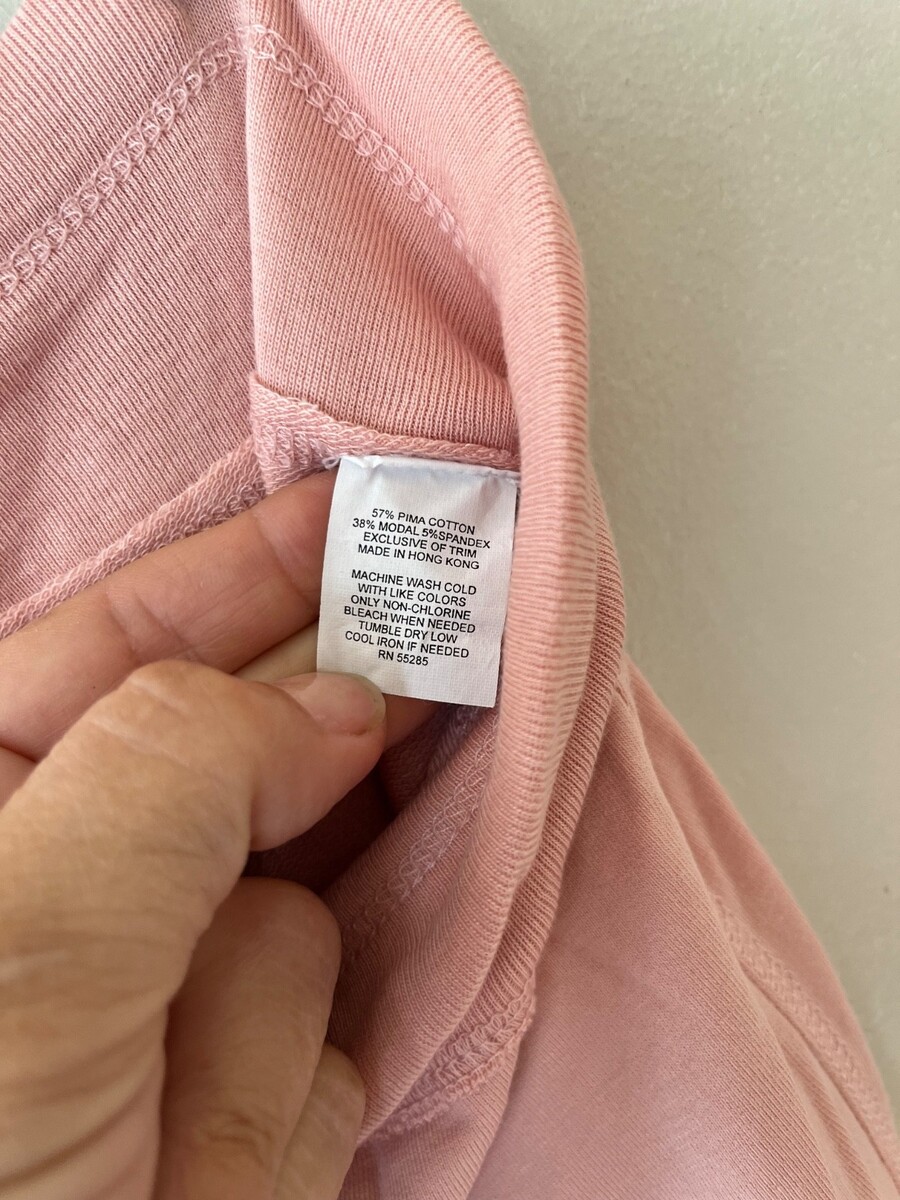 57% PIMA COTTON
38% MODAL 5%SPANDEX
EXCLUSIVE OF TRIM
MADE IN HONG KONG
MACHINE WASH COLD
WITH LIKE COLORS
ONLY NON-CHLORINE
BLEACH WHEN NEEDED
TUMBLE DRY LOW
COOL IRON IF NEEDED
RN 55285